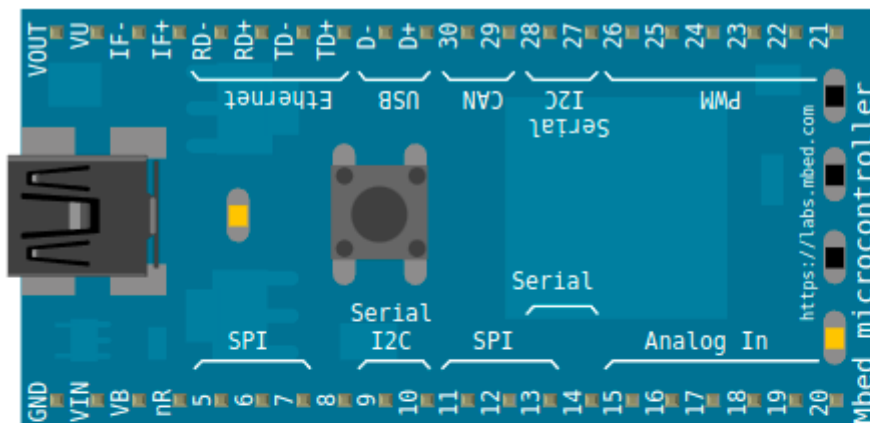 VOUT VU IF- IF+ RD- RD+ TD- TD+ D- D+ 30 29 28 27 26 25 24 23 22 21
Ethernet USB CAN I2C PWM
Serial
https://labs.mbed.com
Mbed microcontroller
Serial
Serial
SPI I2C SPI Analog In
GND VIN VB nR 5 6 7 8 9 10 11 12 13 14 15 16 17 18 19 20